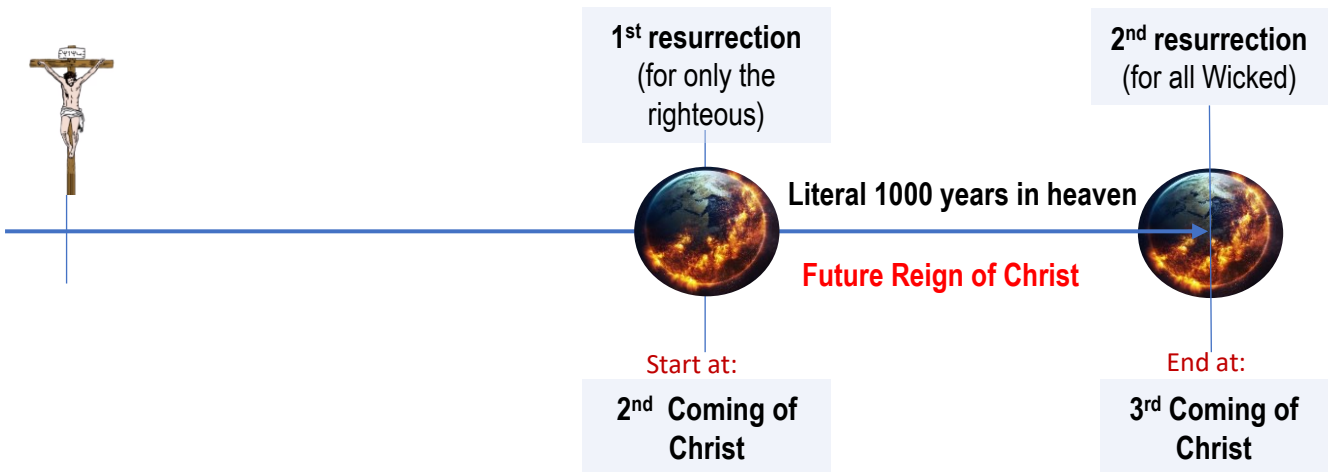 1st resurrection
(for only the
righteous)
2nd resurrection
(for all Wicked)
Literal 1000 years in heaven
Future Reign of Christ
Start at:
2nd Coming of
Christ
End at:
3rd Coming of
Christ